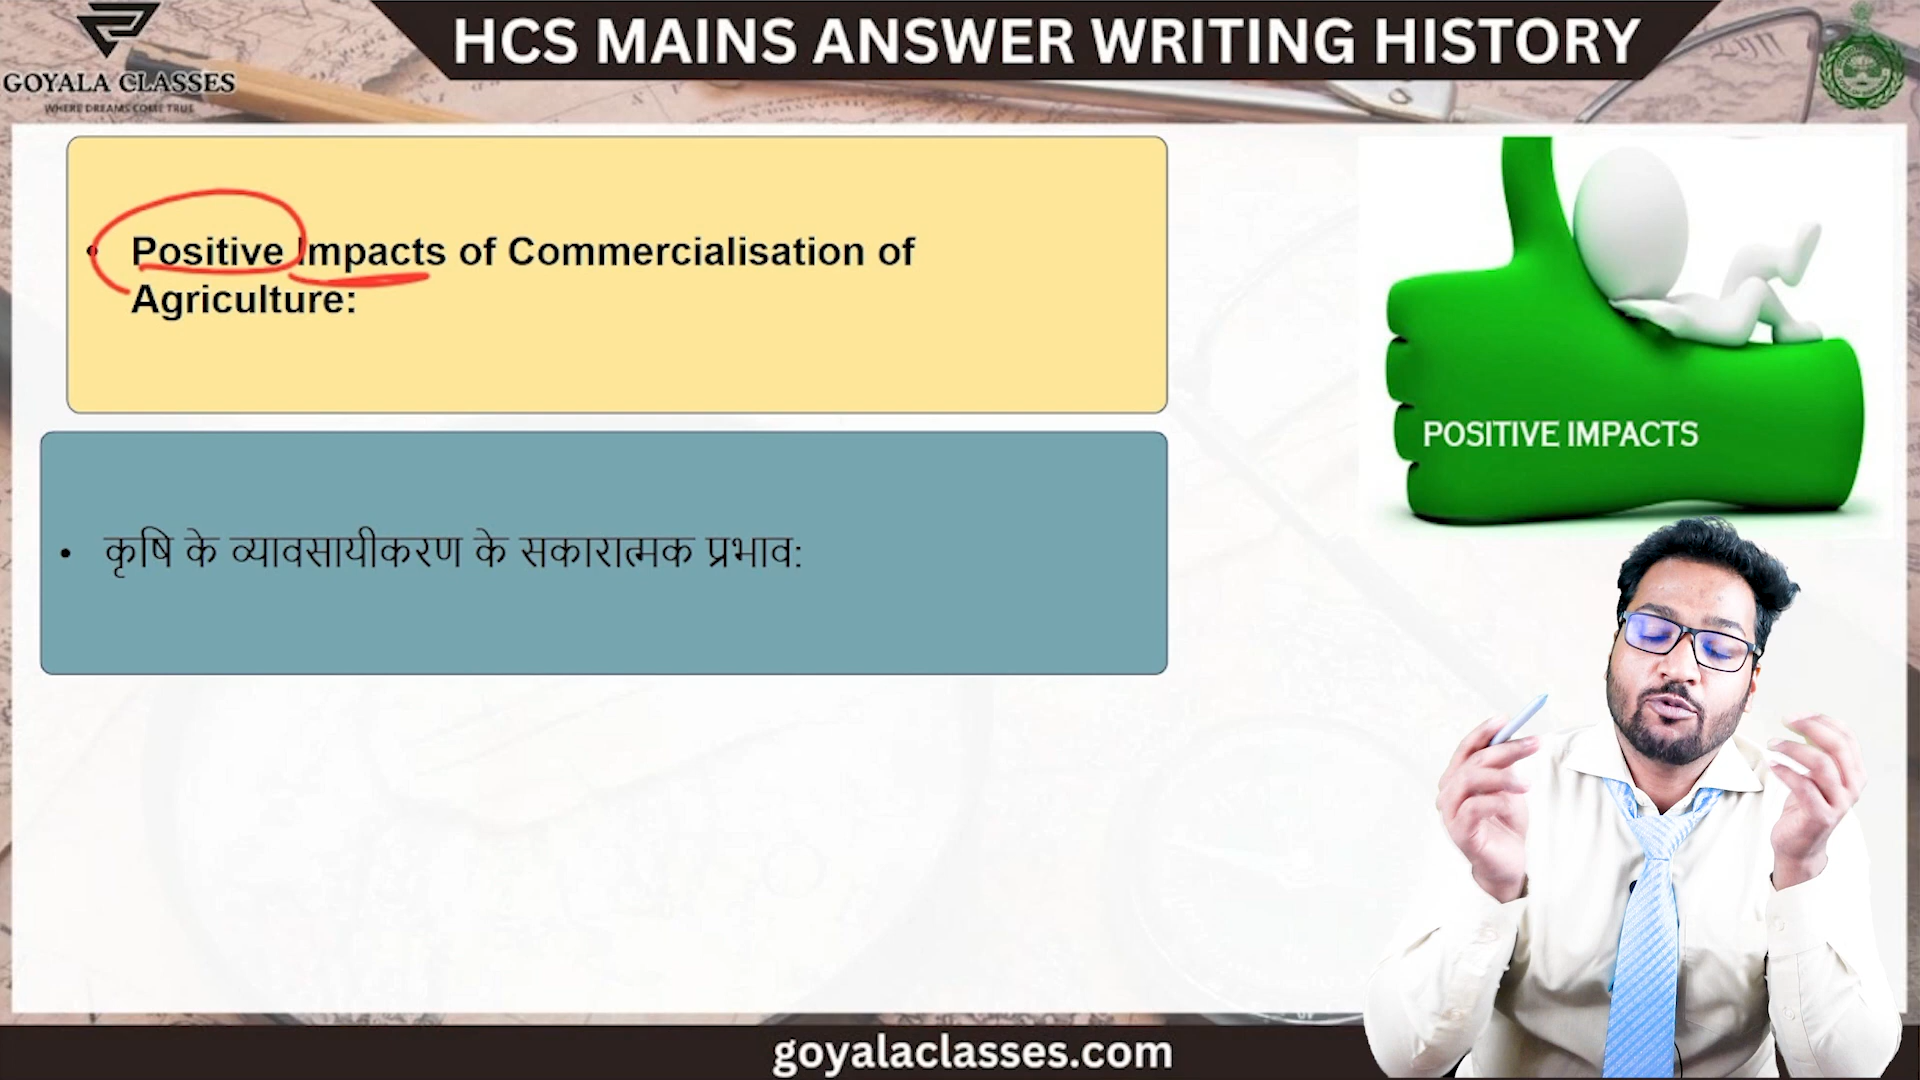 HCS MAINS ANSWER WRITING HISTORY
GOYALA CLASSES
WHERE DREAMS COME TRUE
• Positive Impacts of Commercialisation of
Agriculture:
POSITIVE IMPACTS
• कृषि के व्यावसायीकरण के सकारात्मक प्रभाव:
goyalaclasses.com